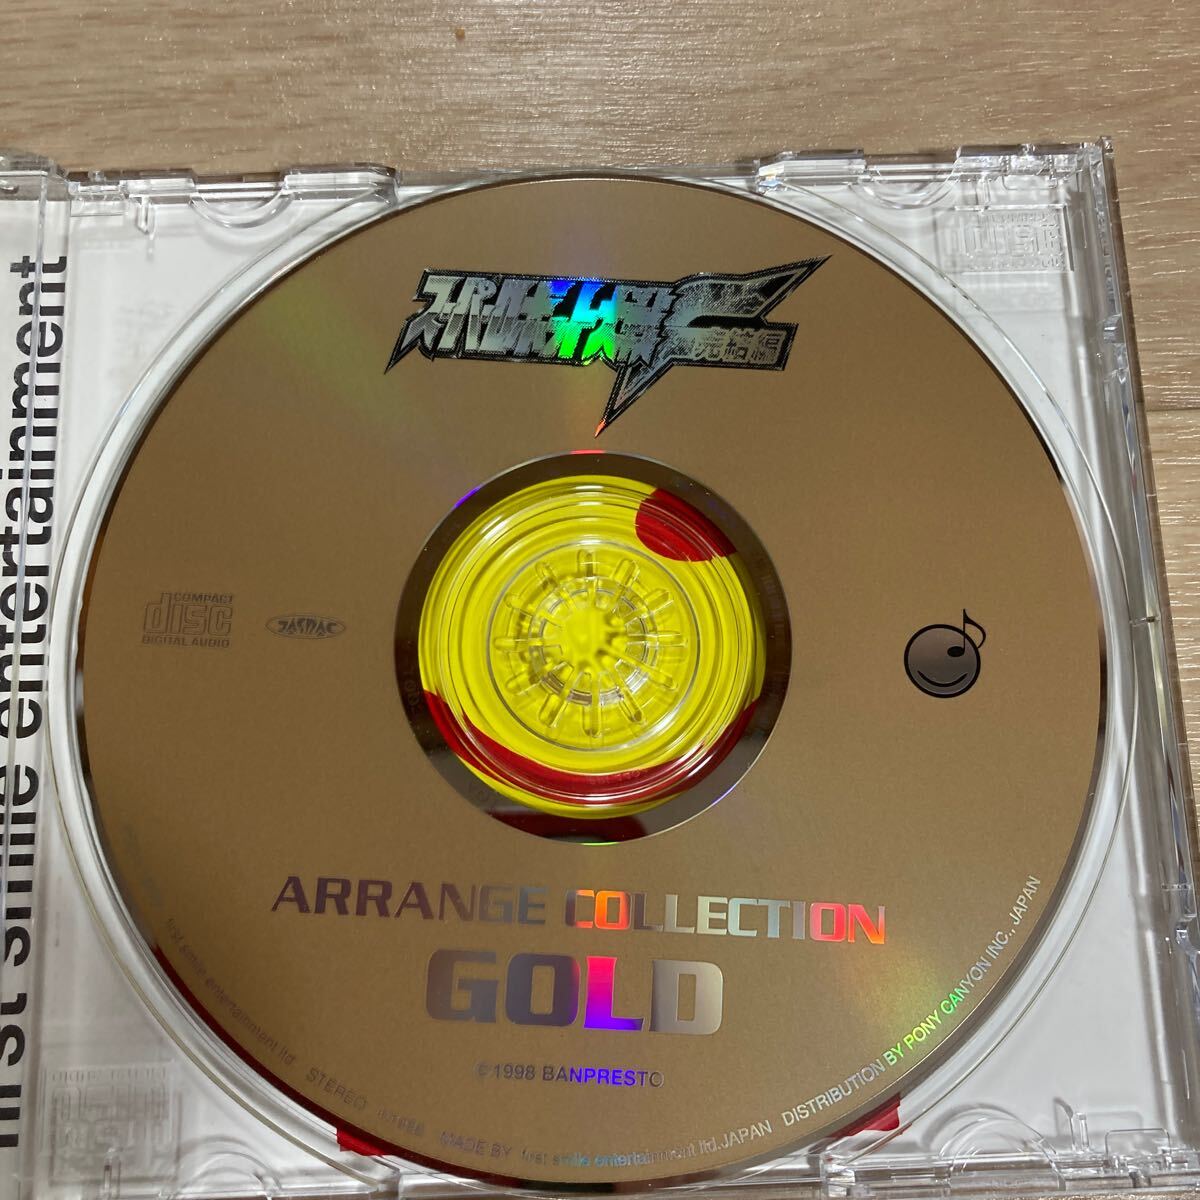 スーパーロボット大戦F
完結編
COMPACT
disc
DIGITAL AUDIO
JASRAC
ARRANGE COLLECTION
GOLD
©1998 BANPRESTO
first smile entertainment ltd. STEREO MADE BY first smile entertainment ltd. JAPAN DISTRIBUTION BY PONY CANYON INC., JAPAN
first smile entertainment